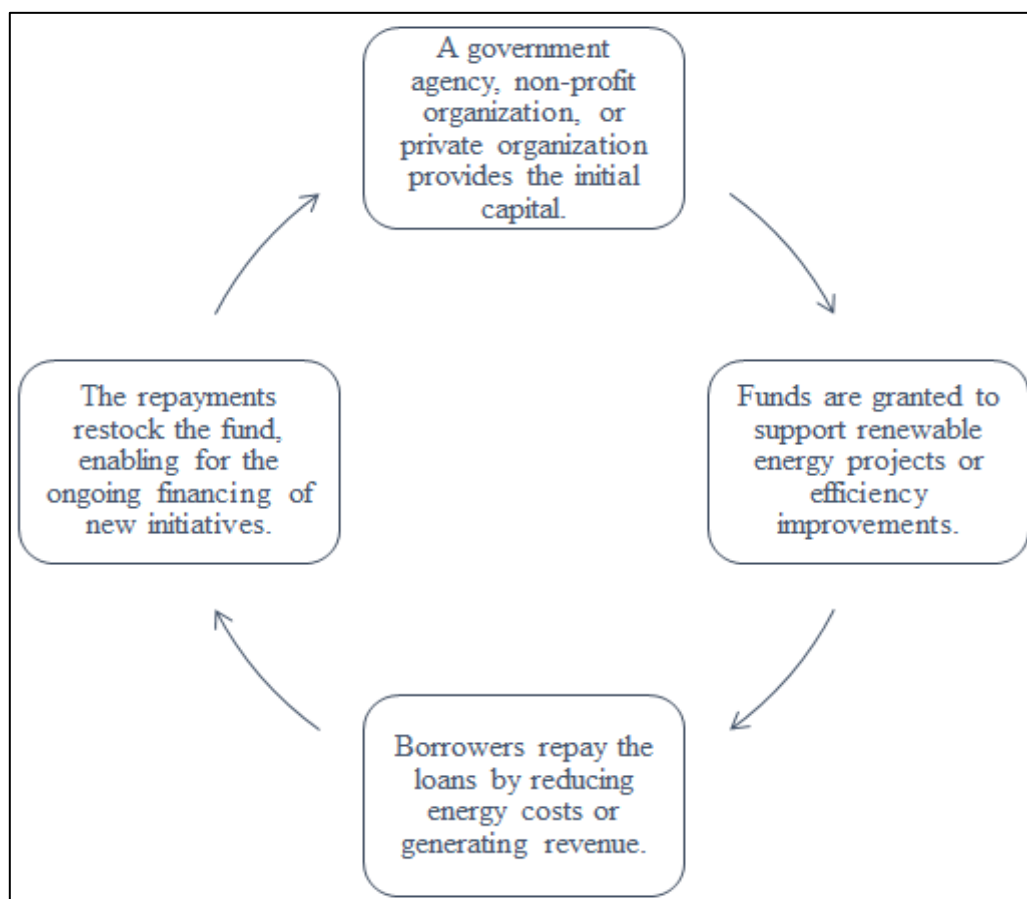 A government
agency, non-profit
organization, or
private organization
provides the initial
capital.
Funds are granted to
support renewable
energy projects or
efficiency
improvements.
Borrowers repay the
loans by reducing
energy costs or
generating revenue.
The repayments
restock the fund,
enabling for the
ongoing financing of
new initiatives.